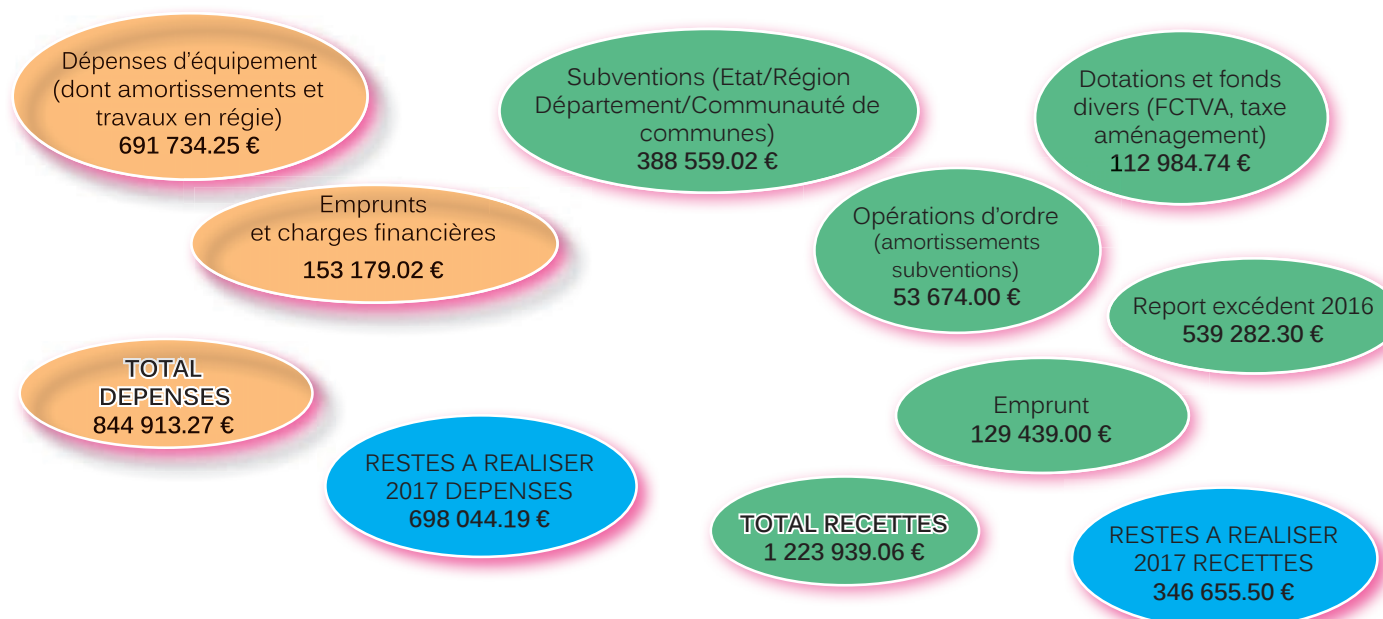 Dépenses d’équipement
(dont amortissements et
travaux en régie)
691 734.25 €
Emprunts
et charges financières
153 179.02 €
TOTAL
DEPENSES
844 913.27 €
RESTES A REALISER
2017 DEPENSES
698 044.19 €
Subventions (Etat/Région
Département/Communauté de
communes)
388 559.02 €
Dotations et fonds
divers (FCTVA, taxe
aménagement)
112 984.74 €
Opérations d’ordre
(amortissements
subventions)
53 674.00 €
Report excédent 2016
539 282.30 €
Emprunt
129 439.00 €
TOTAL RECETTES
1 223 939.06 €
RESTES A REALISER
2017 RECETTES
346 655.50 €